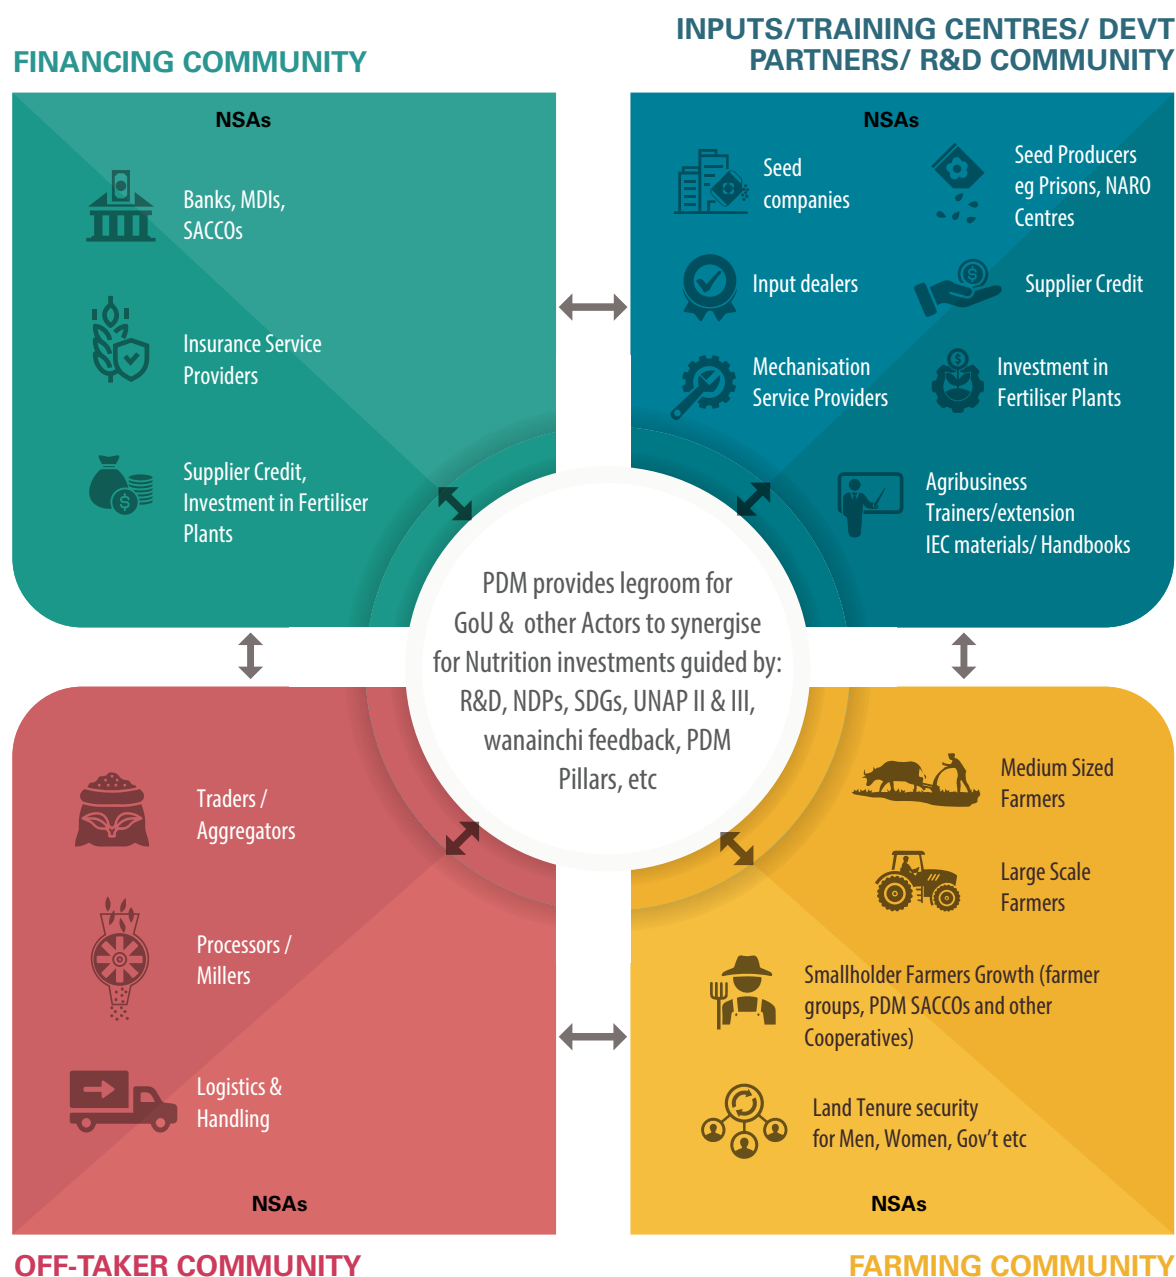 FINANCING COMMUNITY
NSAs
Banks, MDIs,
SACCOs
Insurance Service
Providers
Supplier Credit,
Investment in Fertiliser
Plants
INPUTS/TRAINING CENTRES/ DEVT
PARTNERS/ R&D COMMUNITY
NSAs
Seed
companies
Seed Producers
eg Prisons, NARO
Centres
Input dealers
Supplier Credit
Mechanisation
Service Providers
Investment in
Fertiliser Plants
Agribusiness
Trainers/extension
IEC materials/ Handbooks
PDM provides legroom for
GoU & other Actors to synergise
for Nutrition investments guided by:
R&D, NDPs, SDGs, UNAP II & III,
wanainchi feedback, PDM
Pillars, etc
Traders /
Aggregators
Processors /
Millers
Logistics &
Handling
NSAs
OFF-TAKER COMMUNITY
Medium Sized
Farmers
Large Scale
Farmers
Smallholder Farmers Growth (farmer
groups, PDM SACCOs and other
Cooperatives)
Land Tenure security
for Men, Women, Gov't etc
NSAs
FARMING COMMUNITY